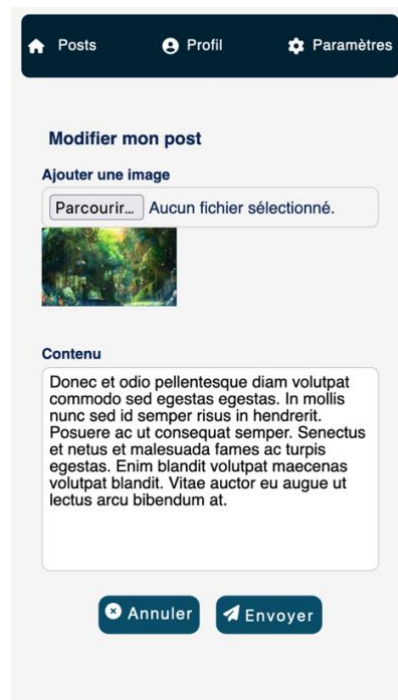 Posts Profil Paramètres
Modifier mon post
Ajouter une image
Parcourir... Aucun fichier sélectionné.
Contenu
Donec et odio pellentesque diam volutpat
commodo sed egestas egestas. In mollis
nunc sed id semper risus in hendrerit.
Posuere ac ut consequat semper. Senectus
et netus et malesuada fames ac turpis
egestas. Enim blandit volutpat maecenas
volutpat blandit. Vitae auctor eu augue ut
lectus arcu bibendum at.
Annuler Envoyer